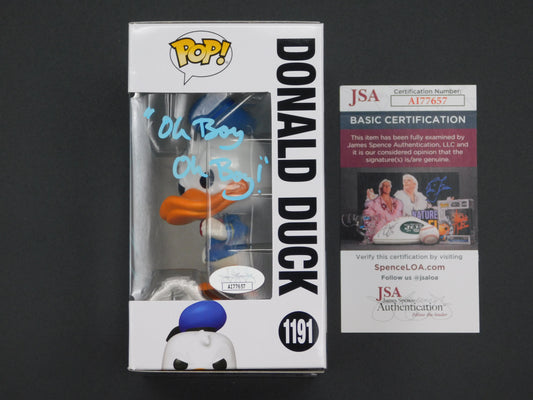 POP!
"Oh Boy
Oh Boy!"
DONALD DUCK
1191
AI77657
JSA
Certification Number:
AI77657
BASIC CERTIFICATION
This item has been fully examined by
James Spence Authentication, LLC and
it is our considered opinion that the
signature(s) is/are genuine.
Verify this certification by visiting
SpenceLOA.com
Follow us @jsaloa
JSA
James Spence
Authentication